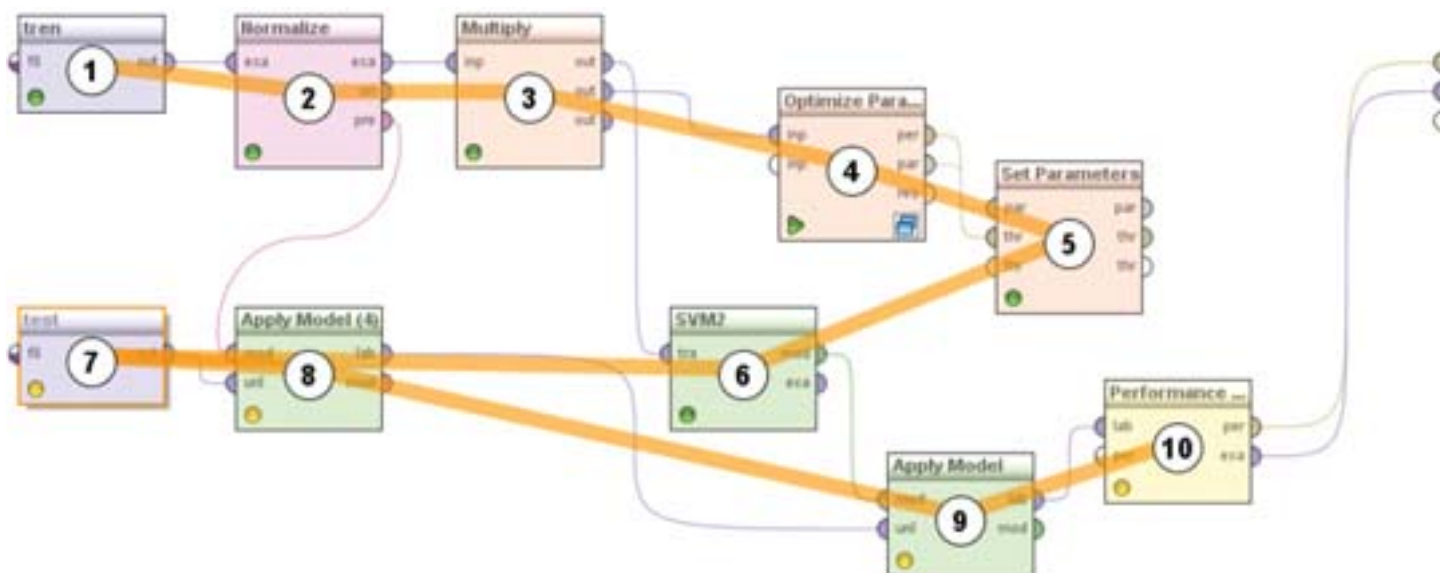 tren
fil
out
1
Normalize
exa
exa
ori
pre
2
Multiply
inp
out
out
out
3
Optimize Para...
inp
inp
per
par
4
Set Parameters
par
thr
thr
par
thr
thr
5
SVM2
tra
mod
exa
6
test
fil
out
7
Apply Model (4)
mod
unl
lab
mod
8
Apply Model
mod
unl
lab
mod
9
Performance ...
lab
per
per
exa
10